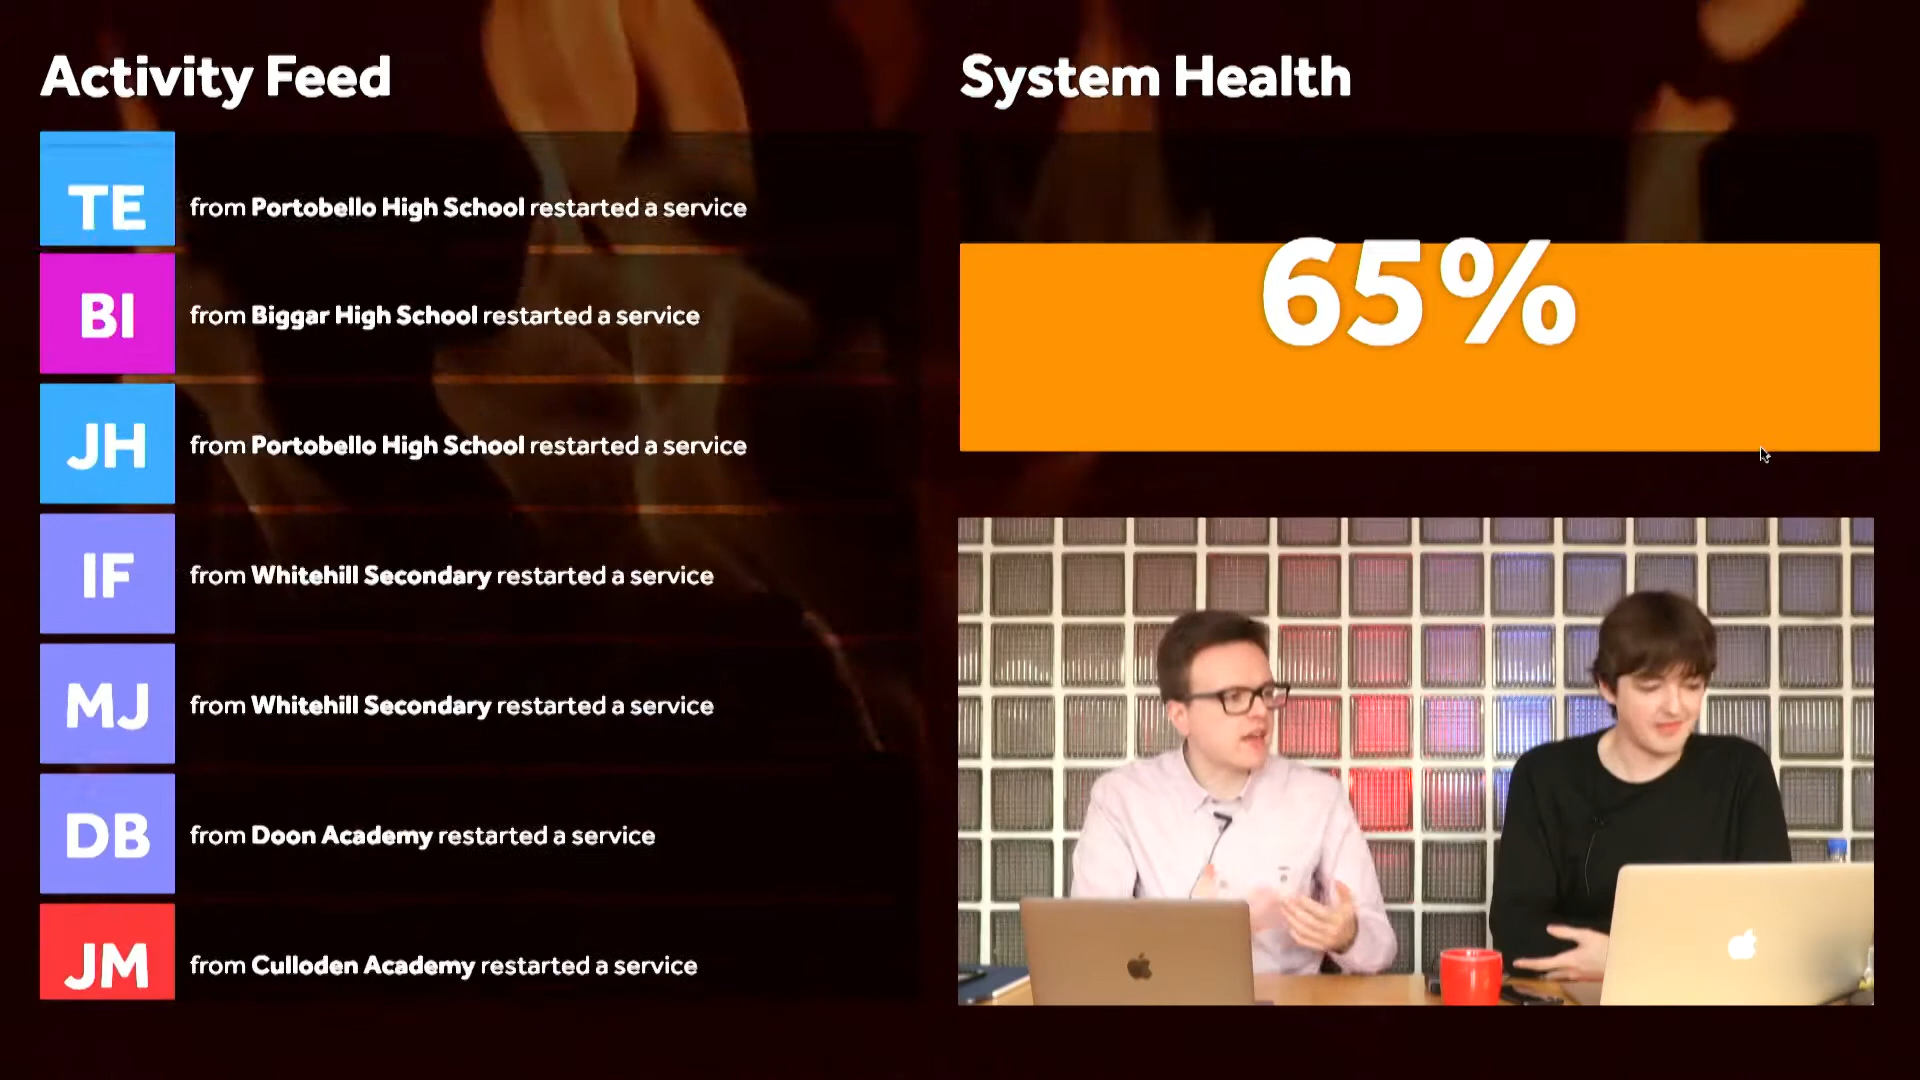 Activity Feed
TE
from Portobello High School restarted a service
BI
from Biggar High School restarted a service
JH
from Portobello High School restarted a service
IF
from Whitehill Secondary restarted a service
MJ
from Whitehill Secondary restarted a service
DB
from Doon Academy restarted a service
JM
from Culloden Academy restarted a service
System Health
65%